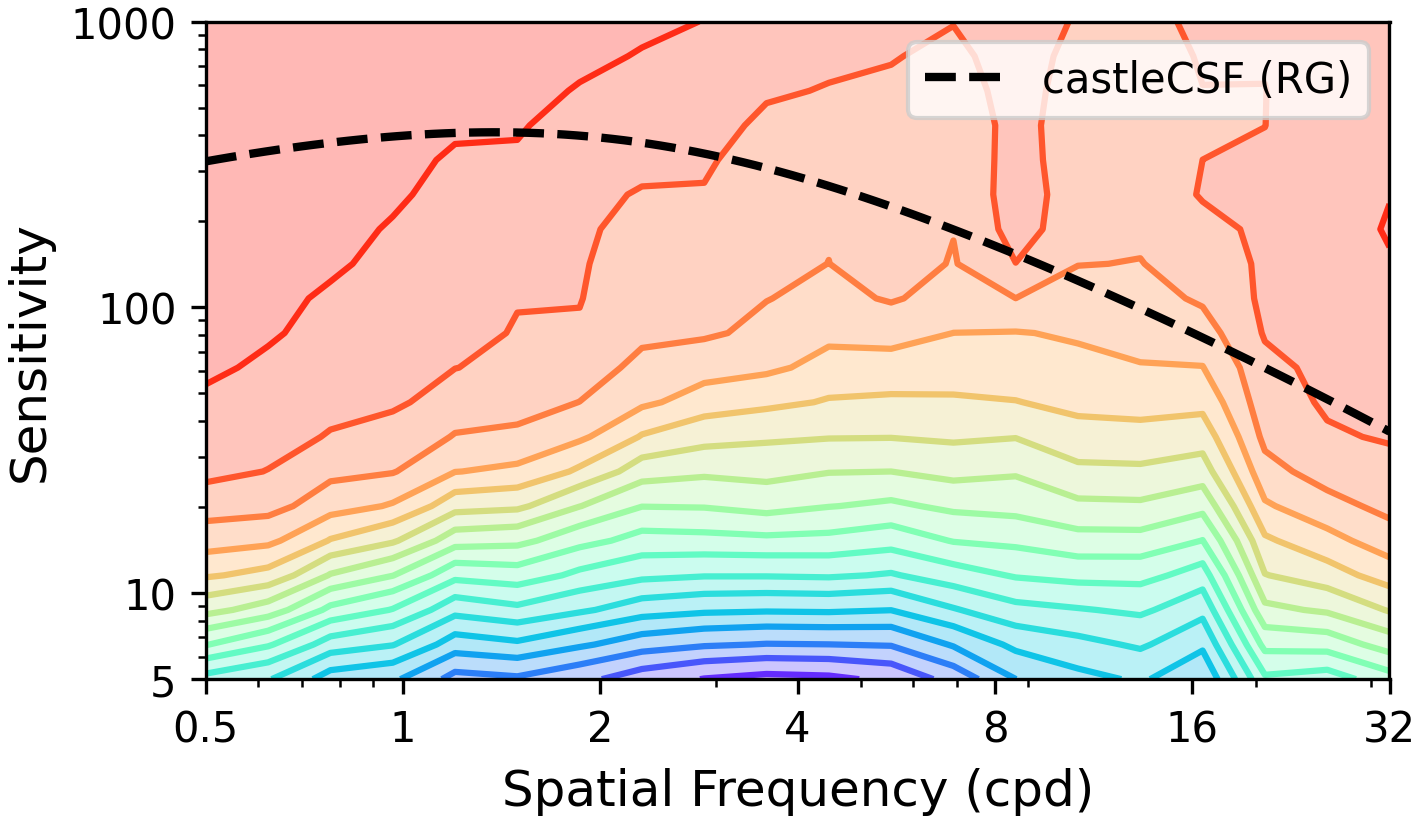 1000
100
10
5
Sensitivity
castleCSF (RG)
0.5 1 2 4 8 16 32
Spatial Frequency (cpd)